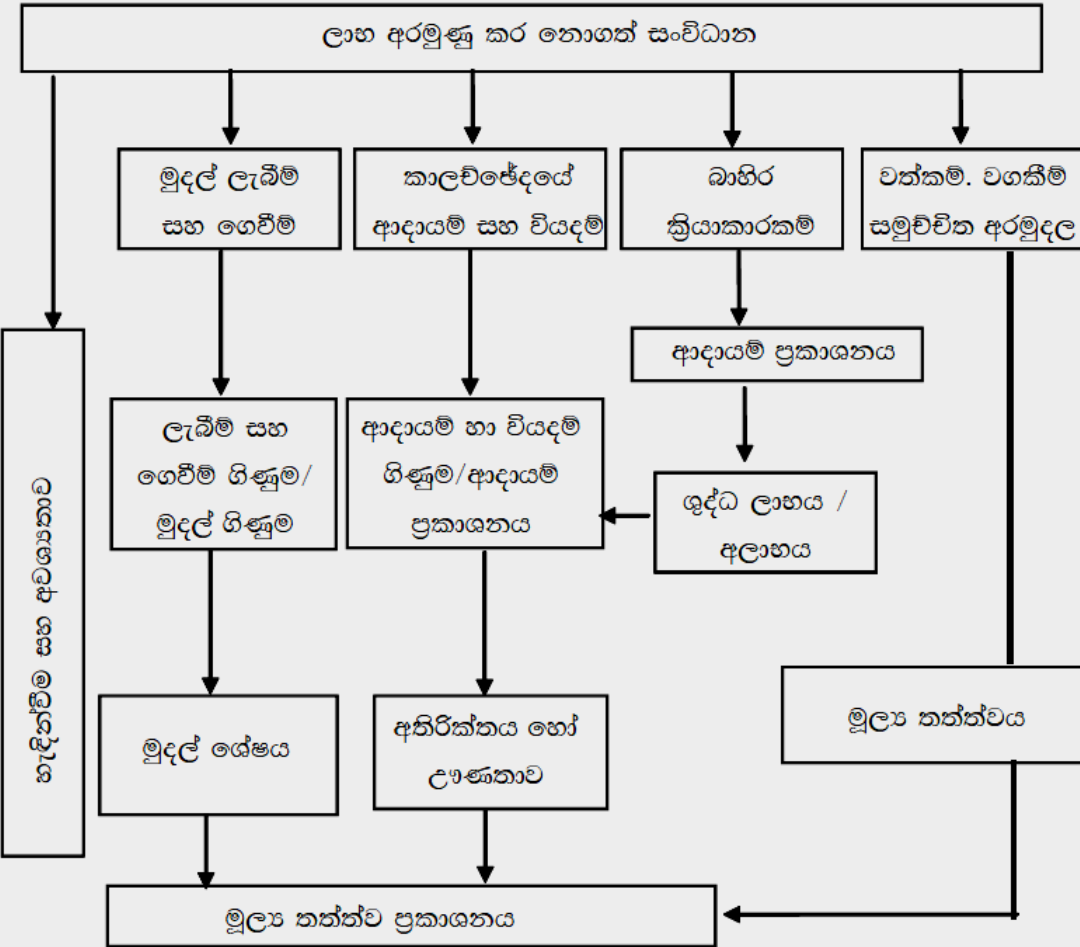 ලාභ අරමුණු කර නොගත් සංවිධාන
මුදල් ලැබීම්
සහ ගෙවීම්
කාලච්ඡේදයේ
ආදායම් සහ වියදම්
බාහිර
ක්‍රියාකාරකම්
වත්කම්. වගකීම්
සමුච්චිත අරමුදල
ආදායම් ප්‍රකාශනය
හැඳින්වීම සහ අවශ්‍යතාව
ලැබීම් සහ
ගෙවීම් ගිණුම/
මුදල් ගිණුම
ආදායම් හා වියදම්
ගිණුම/ආදායම්
ප්‍රකාශනය
ශුද්ධ ලාභය /
අලාභය
මුදල් ශේෂය
අතිරික්තය හෝ
ඌණතාව
මූල්‍ය තත්ත්වය
මූල්‍ය තත්ත්ව ප්‍රකාශනය